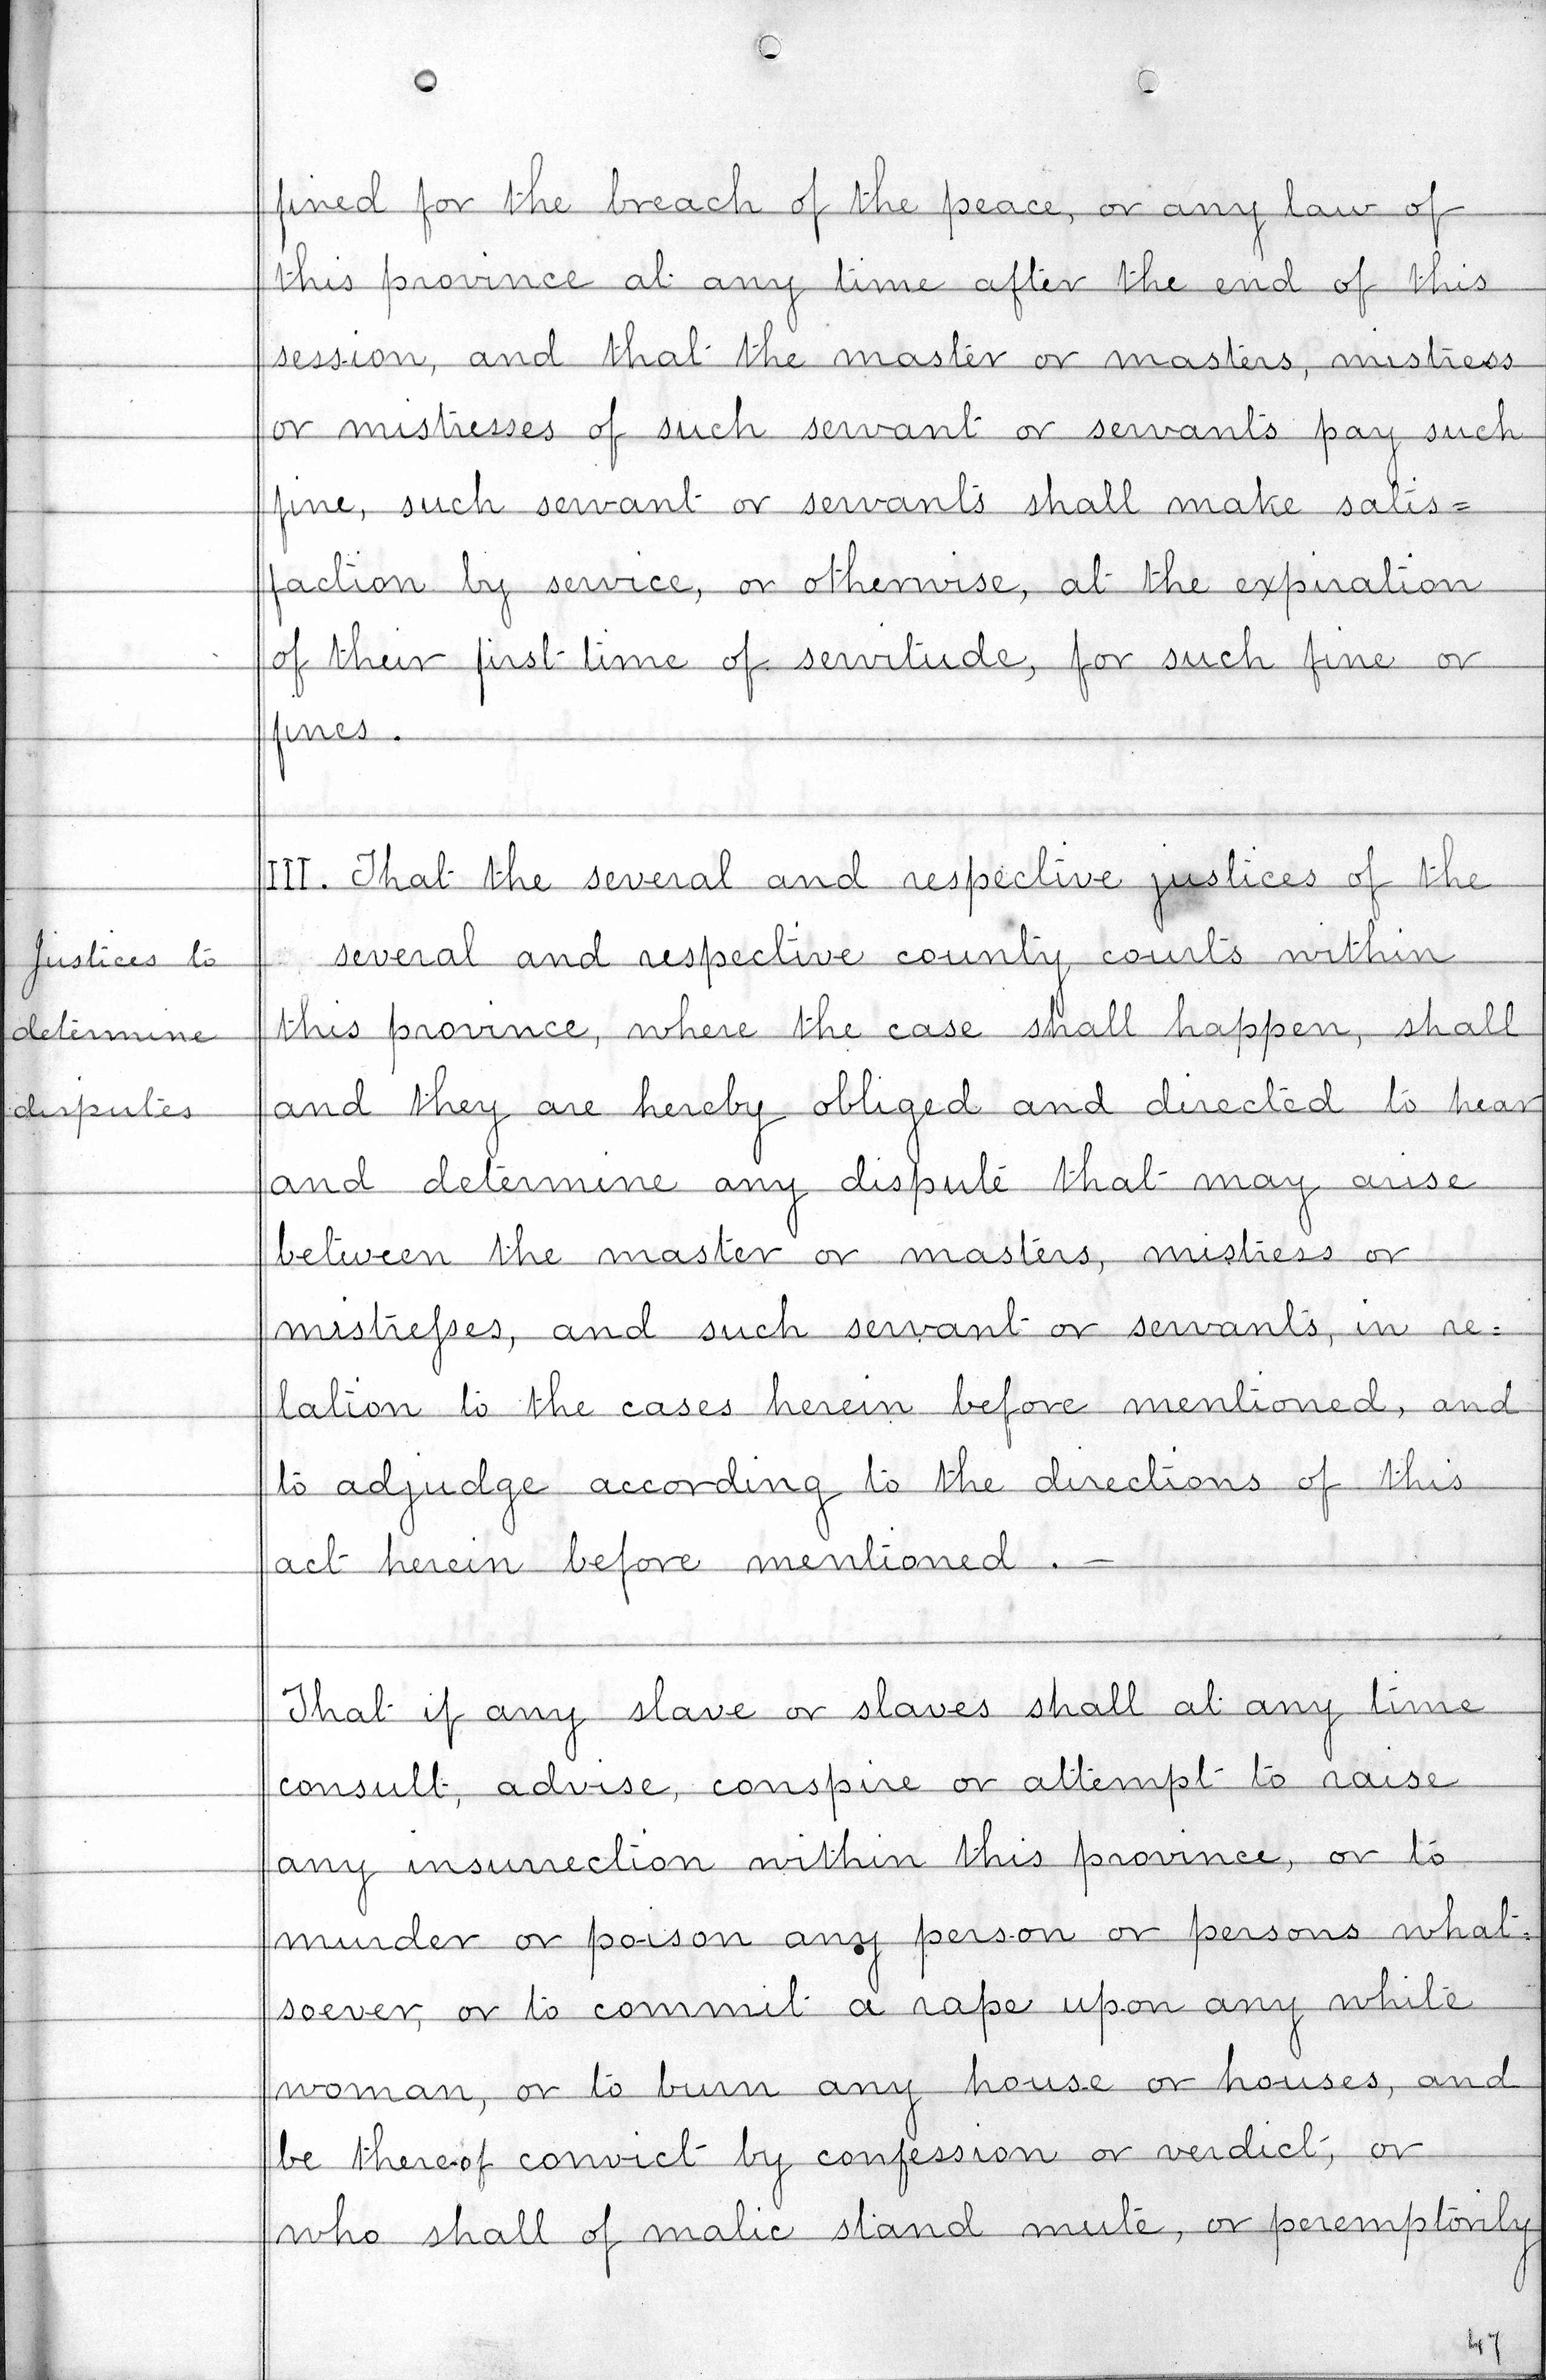 fined for the breach of the peace, or any law of
this province at any time after the end of this
session, and that the master or masters, mistress
or mistresses of such servant or servants pay such
fine, such servant or servants shall make satis=
faction by service, or otherwise, at the expiration
of their first time of servitude, for such fine or
fines.
III. That the several and respective justices of the
Justices to
several and respective county courts within
determine
this province, where the case shall happen, shall
disputes
and they are hereby obliged and directed to hear
and determine any dispute that may arise
between the master or masters, mistress or
mistreſses, and such servant or servants, in re=
lation to the cases herein before mentioned, and
to adjudge according to the directions of this
act herein before mentioned. —
That if any slave or slaves shall at any time
consult, advise, conspire or attempt to raise
any insurrection within this province, or to
murder or poison any person or persons what=
soever, or to commit a rape upon any white
woman, or to burn any house or houses, and
be thereof convict by confession or verdict, or
who shall of malic stand mute, or peremptorily
47